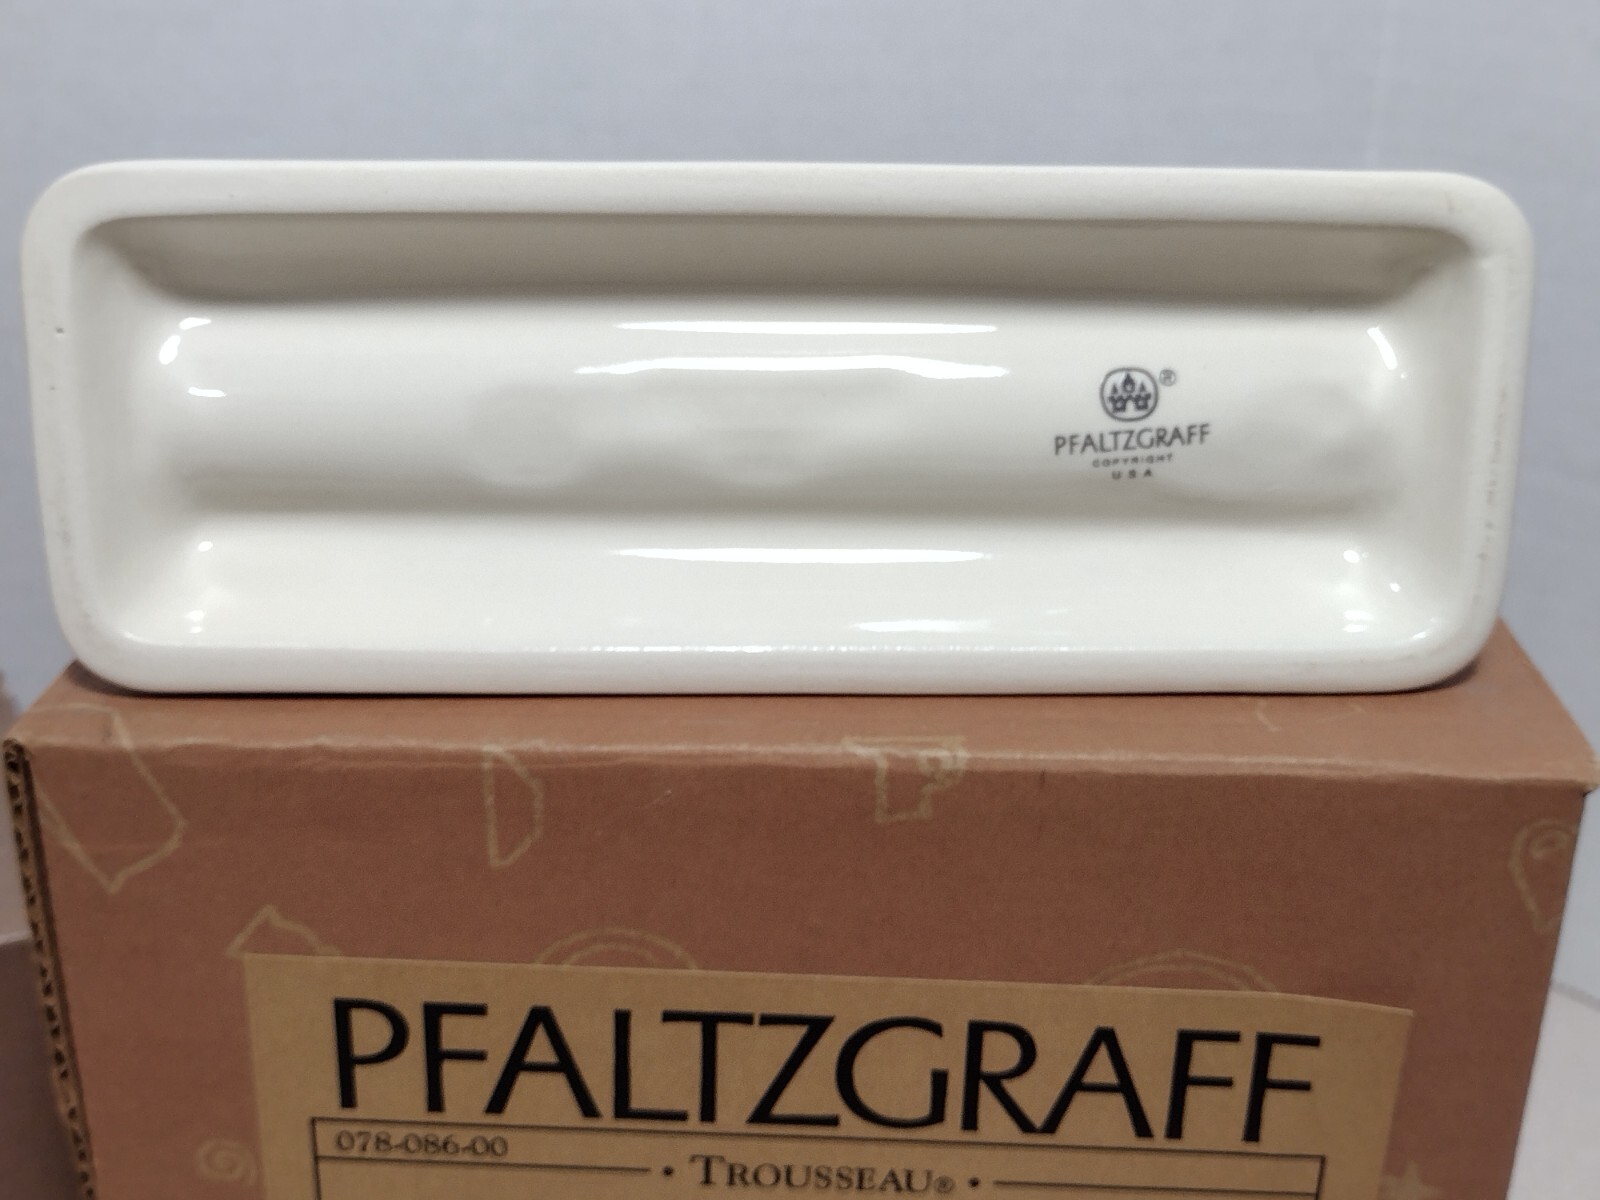 ®
PFALTZGRAFF
COPYRIGHT
USA
PFALTZGRAFF
078-086-00
• TROUSSEAU® •